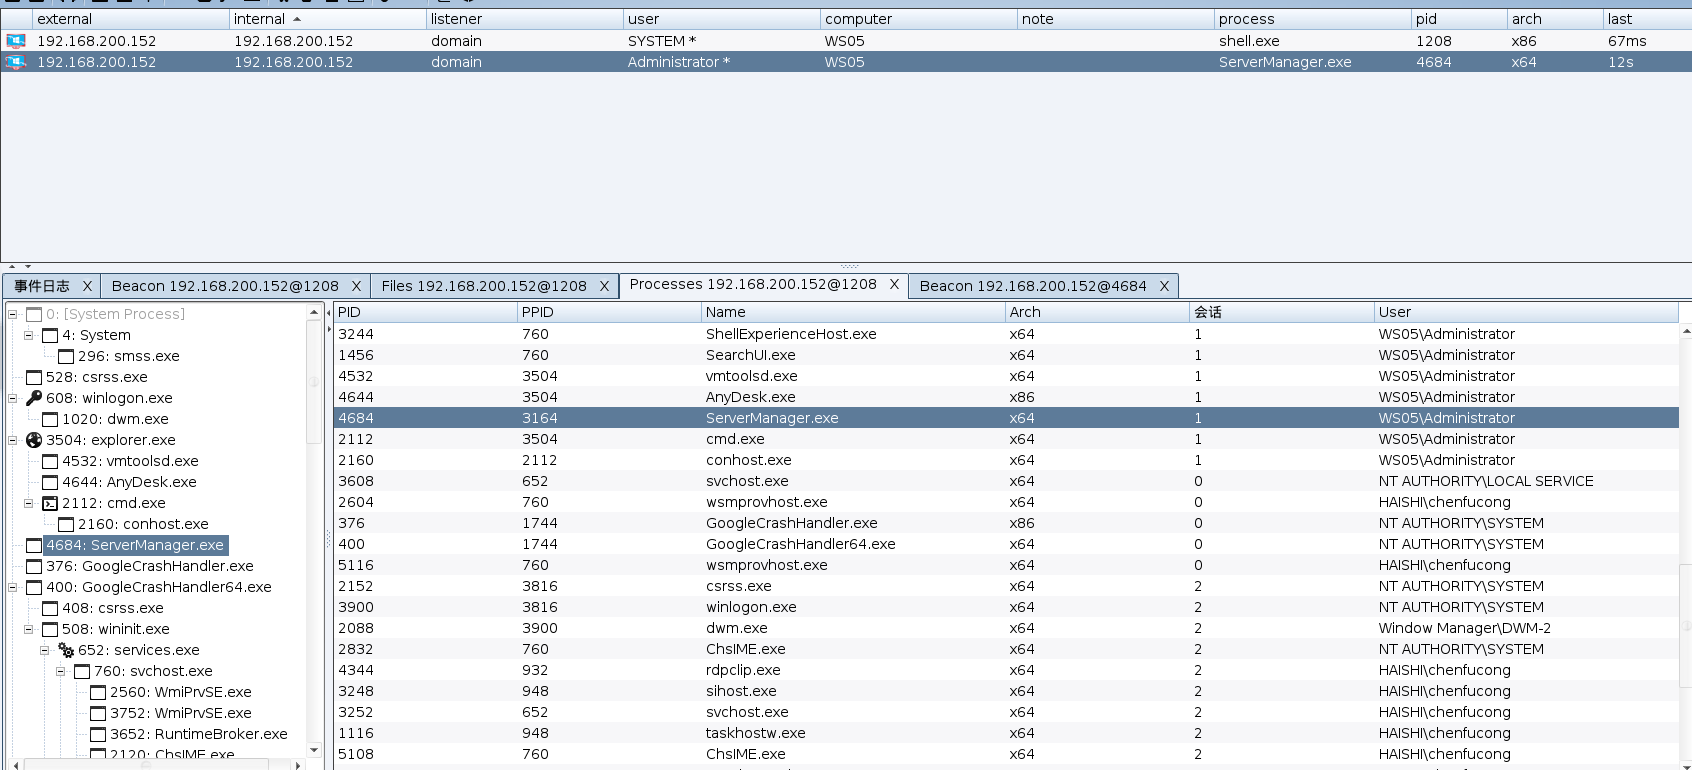 external internal listener user computer note process pid arch last
192.168.200.152 192.168.200.152 domain SYSTEM * WS05 shell.exe 1208 x86 67ms
192.168.200.152 192.168.200.152 domain Administrator * WS05 ServerManager.exe 4684 x64 12s
事件日志 X Beacon 192.168.200.152@1208 X Files 192.168.200.152@1208 X Processes 192.168.200.152@1208 X Beacon 192.168.200.152@4684 X
0: [System Process]
4: System
296: smss.exe
528: csrss.exe
608: winlogon.exe
1020: dwm.exe
3504: explorer.exe
4532: vmtoolsd.exe
4644: AnyDesk.exe
2112: cmd.exe
2160: conhost.exe
4684: ServerManager.exe
376: GoogleCrashHandler.exe
400: GoogleCrashHandler64.exe
408: csrss.exe
508: wininit.exe
652: services.exe
760: svchost.exe
2560: WmiPrvSE.exe
3752: WmiPrvSE.exe
3652: RuntimeBroker.exe
2120: ChsIME.exe
PID PPID Name Arch 会话 User
3244 760 ShellExperienceHost.exe x64 1 WS05\Administrator
1456 760 SearchUI.exe x64 1 WS05\Administrator
4532 3504 vmtoolsd.exe x64 1 WS05\Administrator
4644 3504 AnyDesk.exe x86 1 WS05\Administrator
4684 3164 ServerManager.exe x64 1 WS05\Administrator
2112 3504 cmd.exe x64 1 WS05\Administrator
2160 2112 conhost.exe x64 1 WS05\Administrator
3608 652 svchost.exe x64 0 NT AUTHORITY\LOCAL SERVICE
2604 760 wsmprovhost.exe x64 0 HAISHI\chenfucong
376 1744 GoogleCrashHandler.exe x86 0 NT AUTHORITY\SYSTEM
400 1744 GoogleCrashHandler64.exe x64 0 NT AUTHORITY\SYSTEM
5116 760 wsmprovhost.exe x64 0 HAISHI\chenfucong
2152 3816 csrss.exe x64 2 NT AUTHORITY\SYSTEM
3900 3816 winlogon.exe x64 2 NT AUTHORITY\SYSTEM
2088 3900 dwm.exe x64 2 Window Manager\DWM-2
2832 760 ChsIME.exe x64 2 NT AUTHORITY\SYSTEM
4344 932 rdpclip.exe x64 2 HAISHI\chenfucong
3248 948 sihost.exe x64 2 HAISHI\chenfucong
3252 652 svchost.exe x64 2 HAISHI\chenfucong
1116 948 taskhostw.exe x64 2 HAISHI\chenfucong
5108 760 ChsIME.exe x64 2 HAISHI\chenfucong